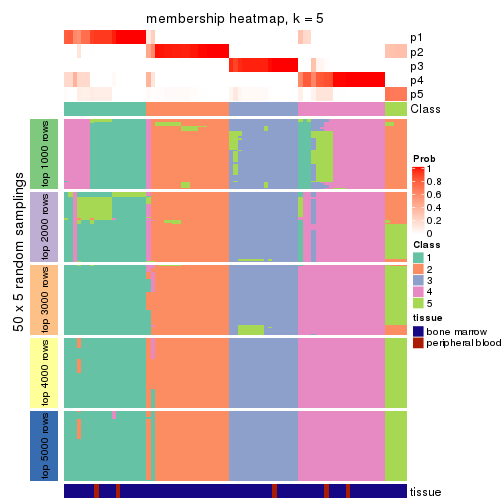 membership heatmap, k = 5
p1
p2
p3
p4
p5
Class
50 x 5 random samplings
top 1000 rows
top 2000 rows
top 3000 rows
top 4000 rows
top 5000 rows
Prob
1
0.8
0.6
0.4
0.2
0
Class
1
2
3
4
5
tissue
bone marrow
peripheral blood
tissue